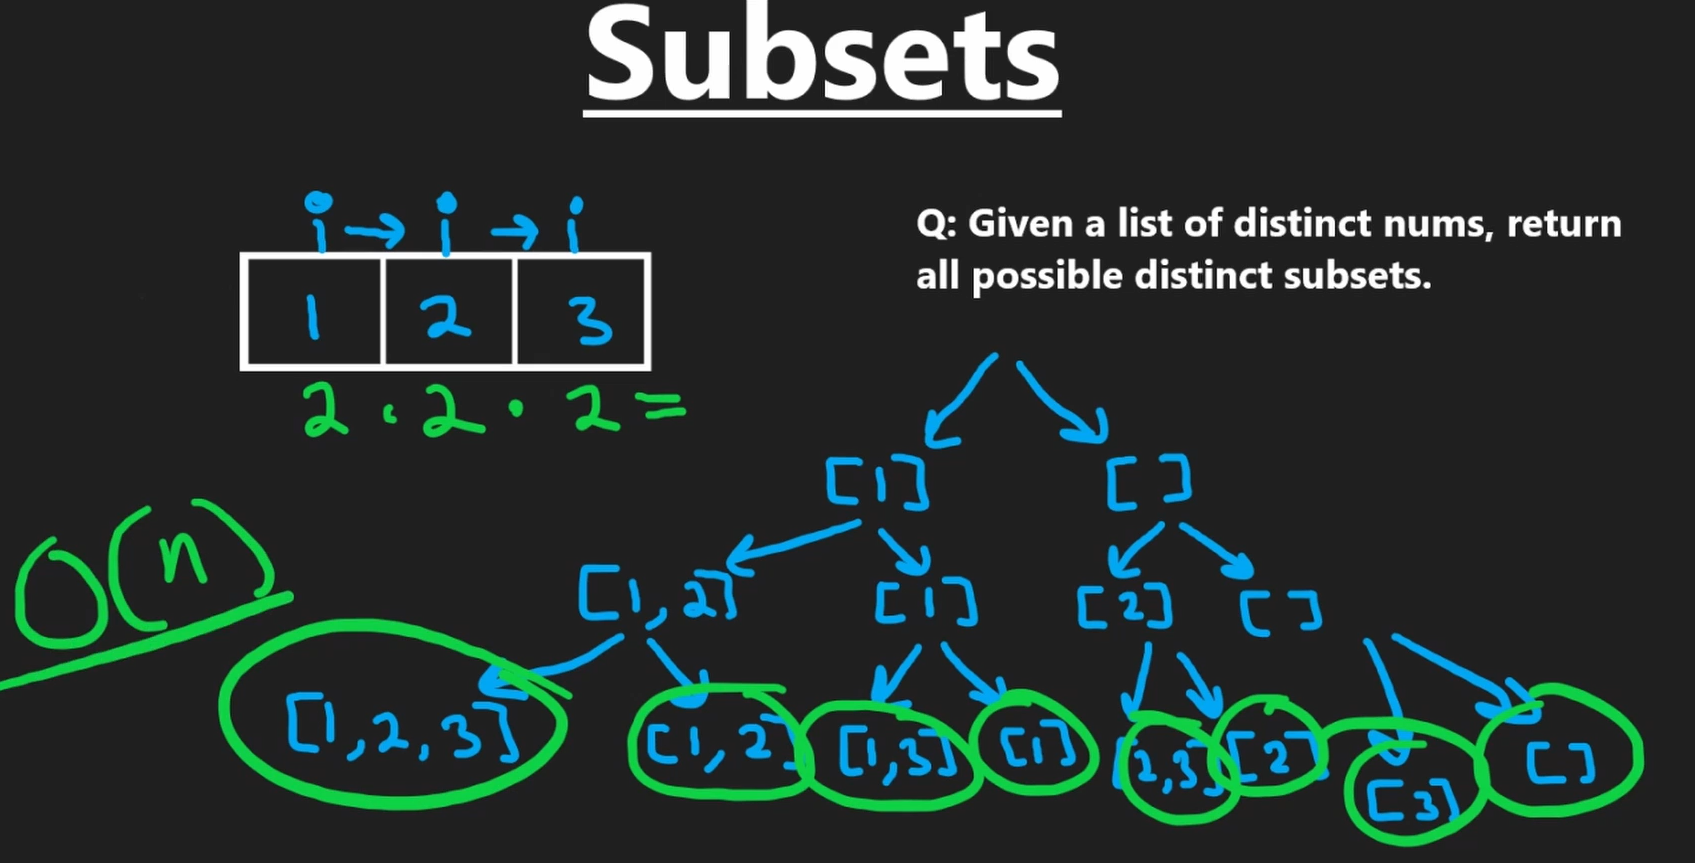 Subsets
i → i → i
Q: Given a list of distinct nums, return
all possible distinct subsets.
1 2 3
2 · 2 · 2 =
[1] [ ]
O(n)
[1,2] [1] [2] [ ]
[1,2,3] [1,2] [1,3] [1] [2,3] [2] [3] [ ]